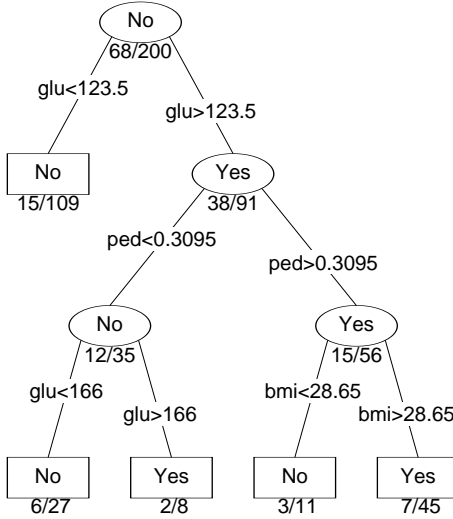 No
68/200
glu<123.5
glu>123.5
No
15/109
Yes
38/91
ped<0.3095
ped>0.3095
No
12/35
Yes
15/56
glu<166
glu>166
bmi<28.65
bmi>28.65
No
6/27
Yes
2/8
No
3/11
Yes
7/45